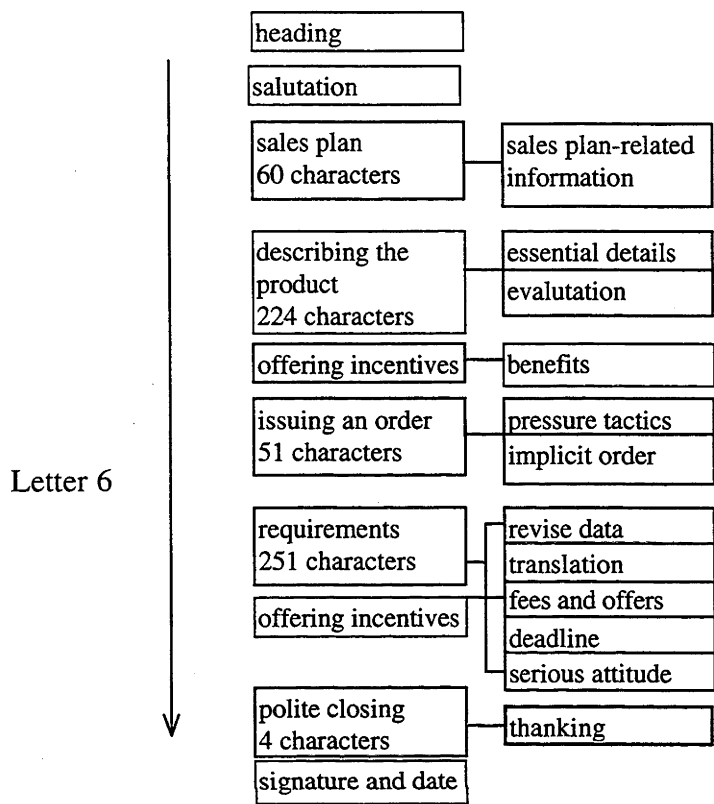 heading
salutation
sales plan
60 characters
sales plan-related
information
describing the
product
224 characters
essential details
evalutation
offering incentives
benefits
issuing an order
51 characters
pressure tactics
implicit order
Letter 6
requirements
251 characters
offering incentives
revise data
translation
fees and offers
deadline
serious attitude
polite closing
4 characters
thanking
signature and date